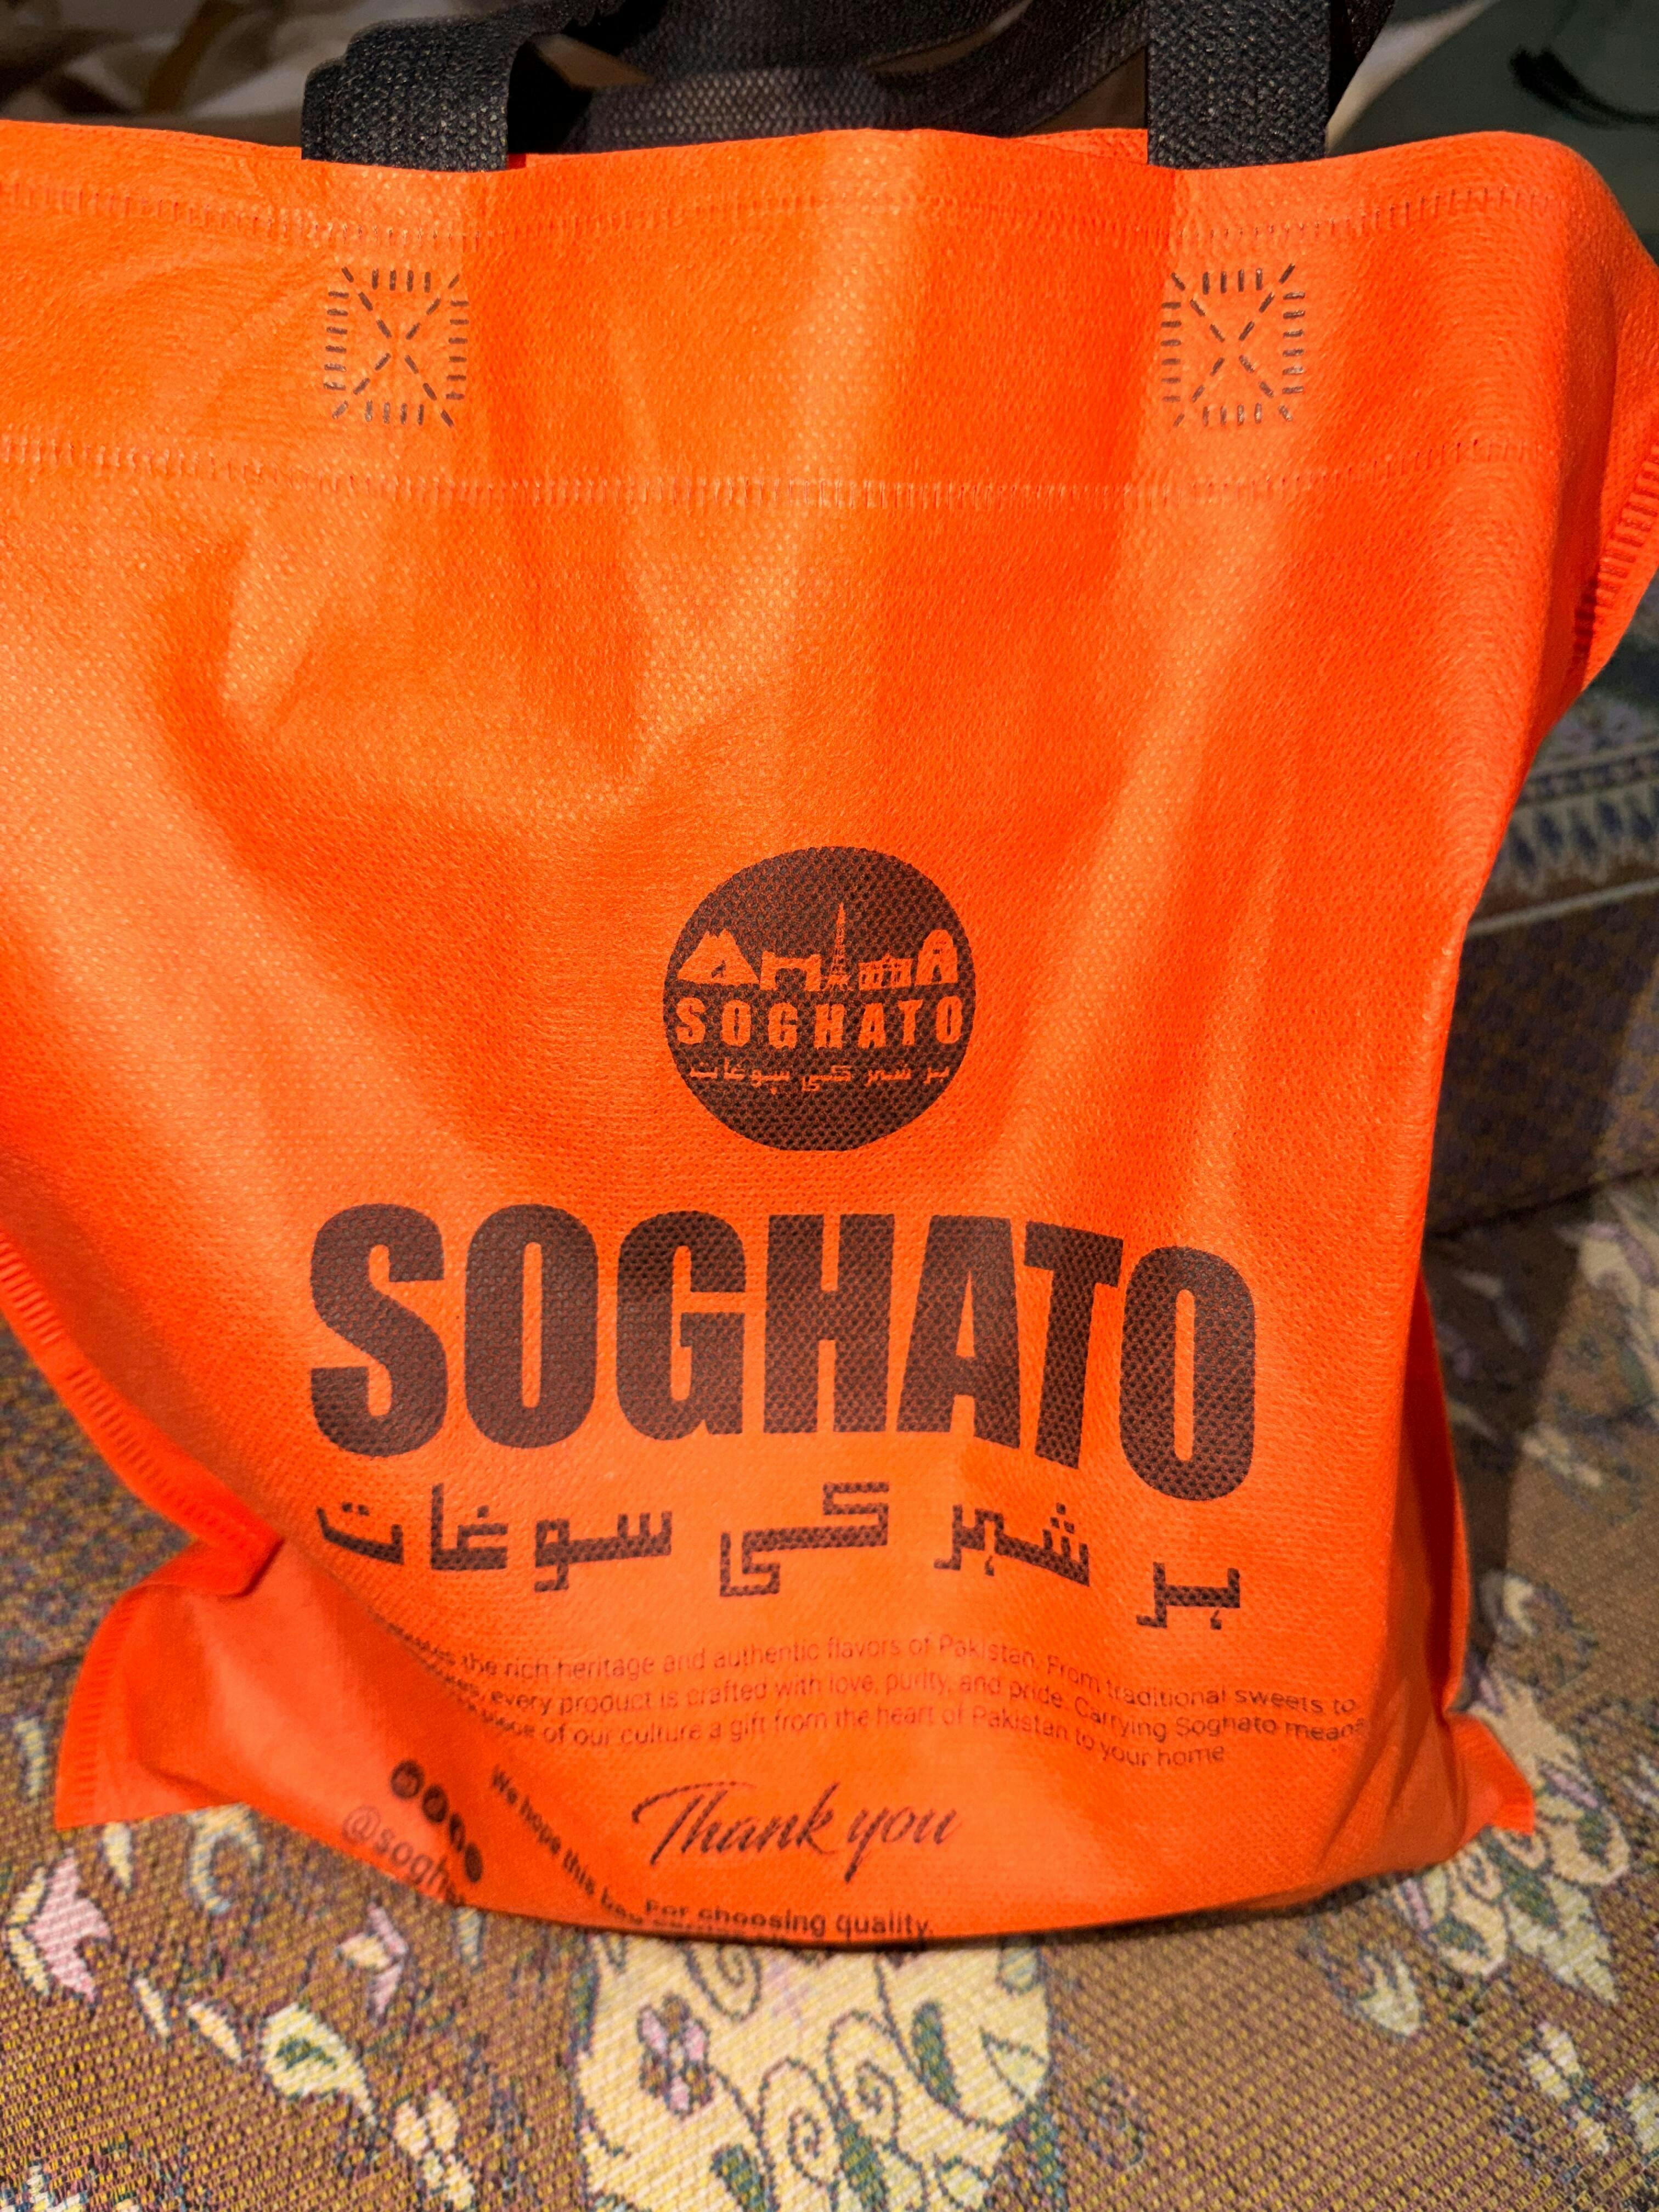 SOGHATO
ہر شہر کی سوغات
SOGHATO
ہر شہر کی سوغات
the rich heritage and authentic flavors of Pakistan. From traditional sweets to
every product is crafted with love, purity, and pride. Carrying Soghato means
of our culture a gift from the heart of Pakistan to your home
Thank you
For choosing quality.
We hope this bag